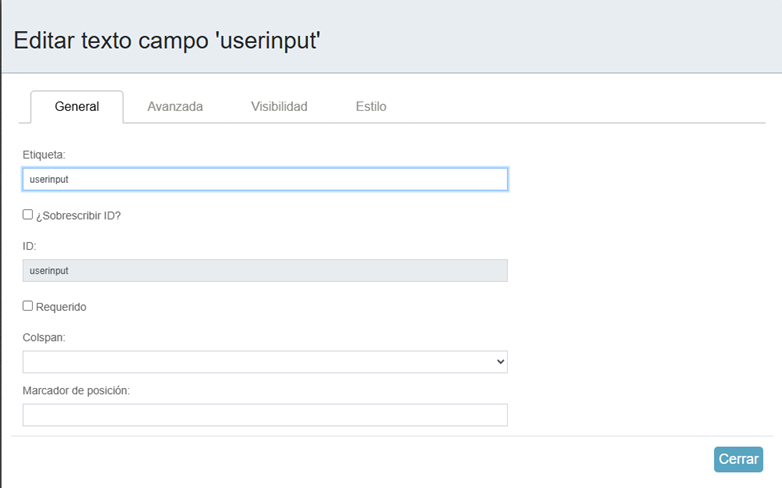 Editar texto campo 'userinput'
General Avanzada Visibilidad Estilo
Etiqueta:
userinput
¿Sobrescribir ID?
ID:
userinput
Requerido
Colspan:
Marcador de posición:
Cerrar